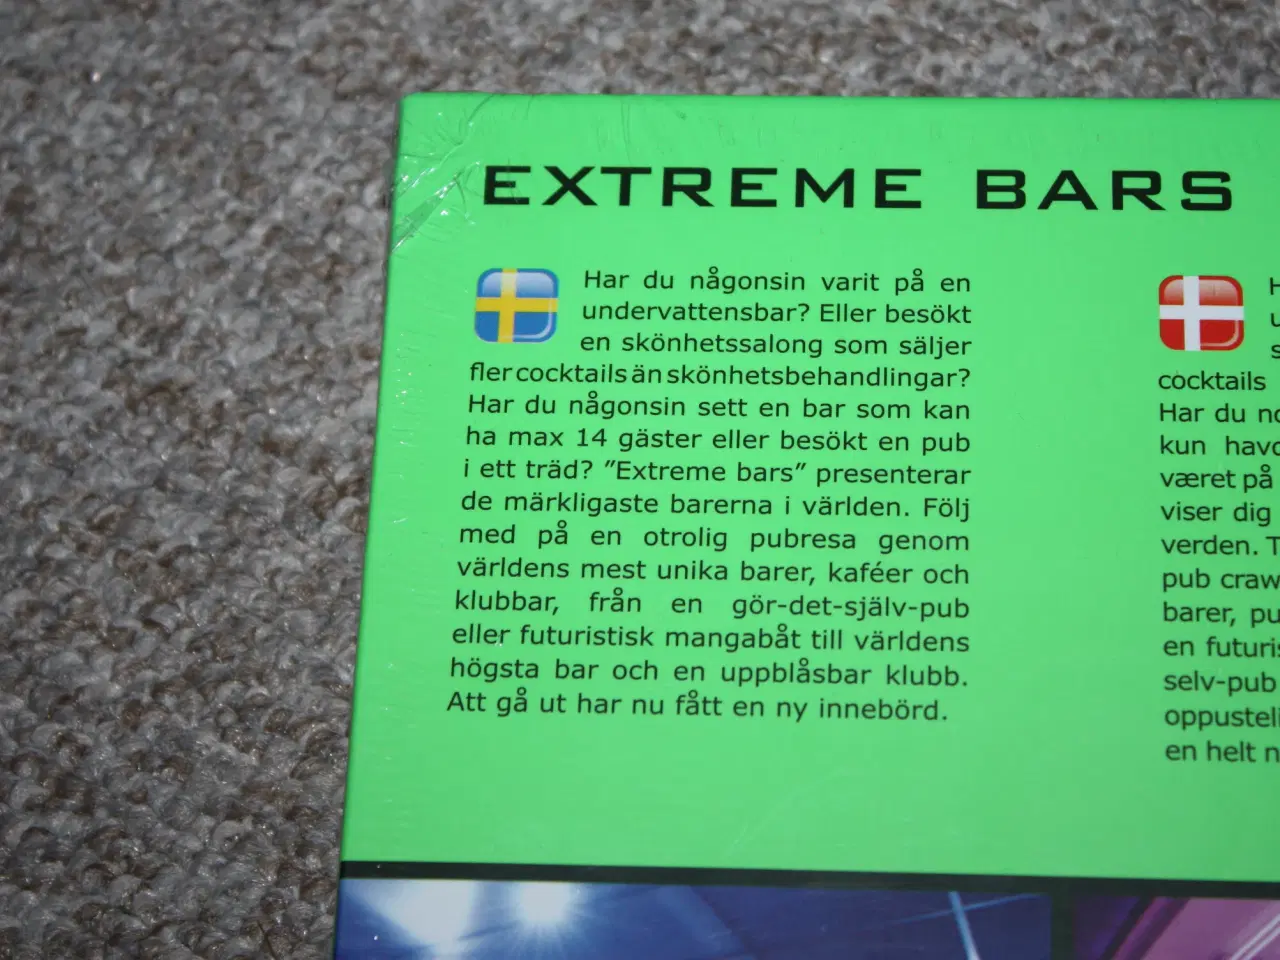 EXTREME BARS
Har du någonsin varit på en
undervattensbar? Eller besökt
en skönhetssalong som säljer
fler cocktails än skönhetsbehandlingar?
Har du någonsin sett en bar som kan
ha max 14 gäster eller besökt en pub
i ett träd? ”Extreme bars” presenterar
de märkligaste barerna i världen. Följ
med på en otrolig pubresa genom
världens mest unika barer, kaféer och
klubbar, från en gör-det-själv-pub
eller futuristisk mangabåt till världens
högsta bar och en uppblåsbar klubb.
Att gå ut har nu fått en ny innebörd.
cocktails
Har du
kun
været på
viser dig
verden.
pub
barer,
en
selv-pub
en helt